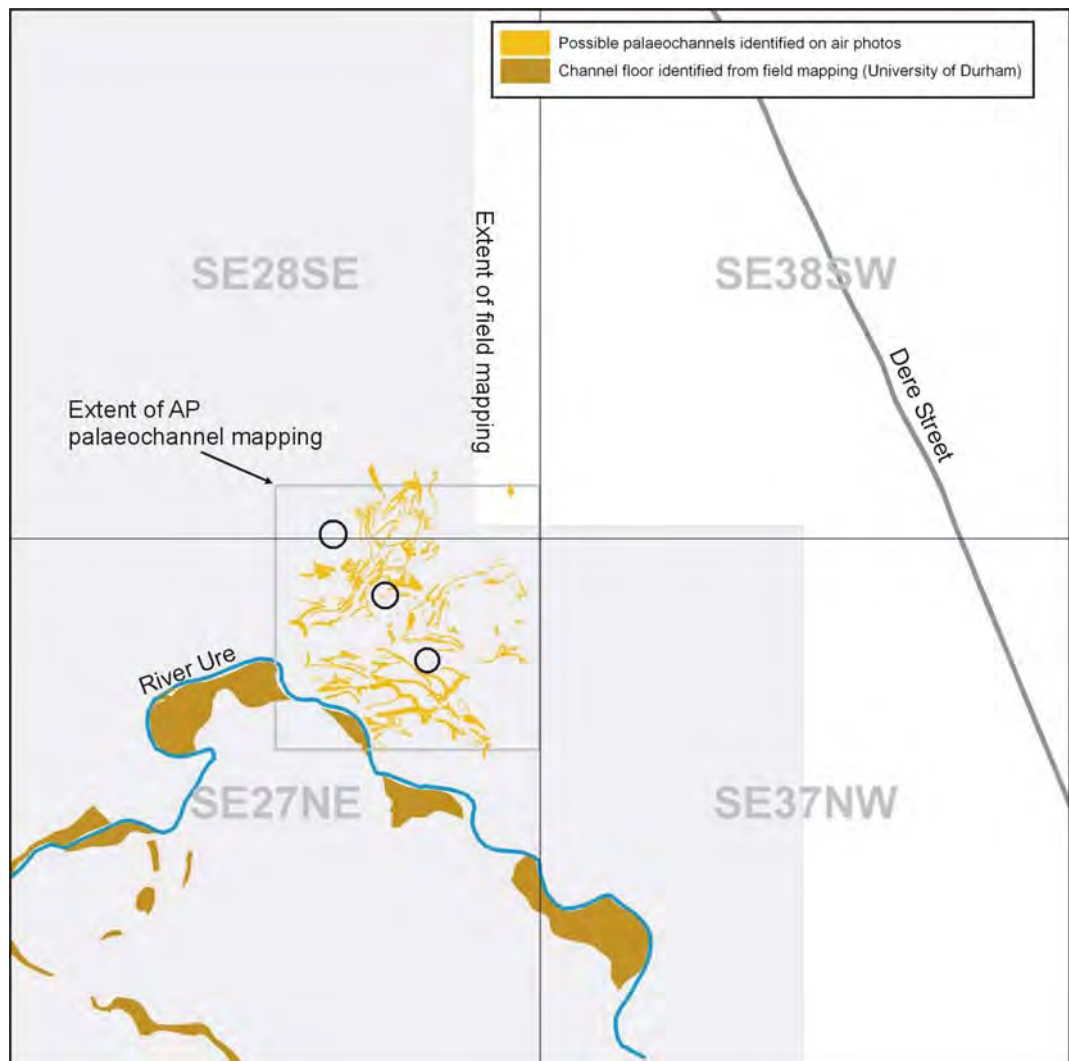 Possible palaeochannels identified on air photos
Channel floor identified from field mapping (University of Durham)
SE28SE
SE38SW
Extent of field mapping
Dere Street
Extent of AP
palaeochannel mapping
River Ure
SE27NE
SE37NW